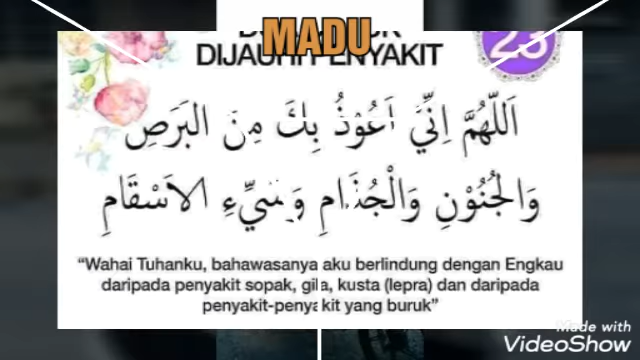 MADU
DIJAUHI PENYAKIT
23
اَللّٰهُمَّ اِنِّيْ اَعُوْذُ بِكَ مِنَ الْبَرَصِ
وَالْجُنُوْنِ وَالْجُذَامِ وَسَيِّءِ الْاَسْقَامِ
“Wahai Tuhanku, bahawasanya aku berlindung dengan Engkau
daripada penyakit sopak, gila, kusta (lepra) dan daripada
penyakit-penyakit yang buruk”
Made with
VideoShow